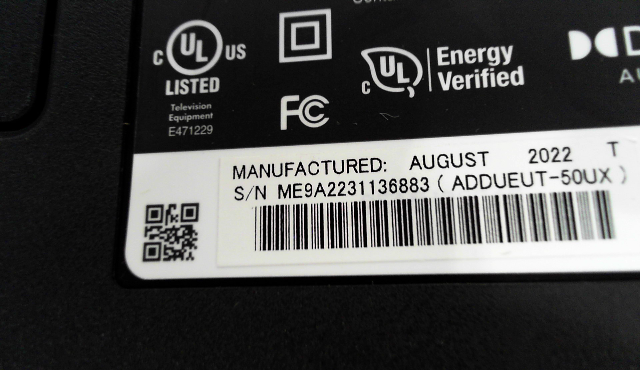 C UL US
LISTED
Television
Equipment
E471229
FC
C UL
Energy
Verified
MANUFACTURED: AUGUST 2022 T
S/N ME9A2231136883 ( ADDUEUT-50UX )